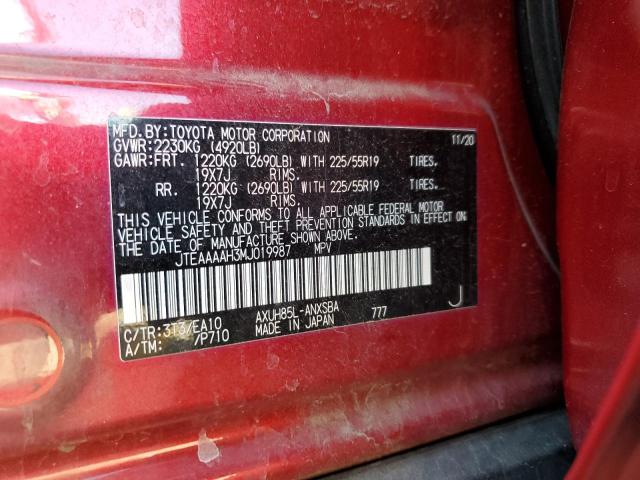 MFD.BY:TOYOTA MOTOR CORPORATION 11/20
GVWR:2230KG (4920LB)
GAWR:FRT. 1220KG (2690LB) WITH 225/55R19 TIRES.
19X7J RIMS.
RR. 1220KG (2690LB) WITH 225/55R19 TIRES.
19X7J RIMS.
THIS VEHICLE CONFORMS TO ALL APPLICABLE FEDERAL MOTOR
VEHICLE SAFETY AND THEFT PREVENTION STANDARDS IN EFFECT ON
THE DATE OF MANUFACTURE SHOWN ABOVE.
JTEAAAAH3MJ019987 MPV
C/TR:3T3/EA10 AXUH85L-ANXSBA 777 J
A/TM: /P710 MADE IN JAPAN